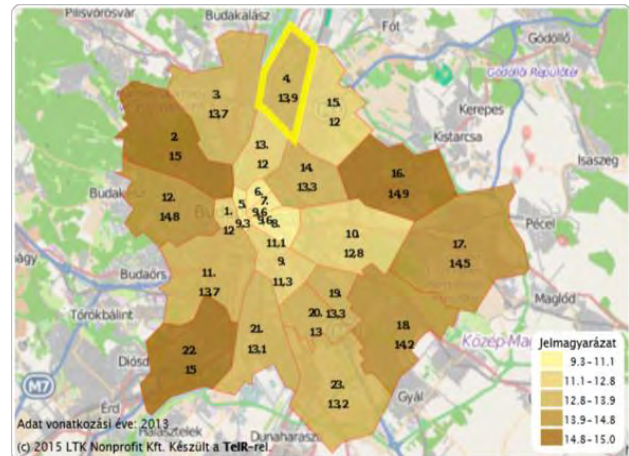 Pilisvörösvár
Budakalász
Fót
Gödöllő
Gödöllői Repülőtér
4.
13,9
3.
13,7
15.
12
Kerepes
Kistarcsa
2.
15
13.
12
14.
13,3
16.
14,9
Isaszeg
12.
14,8
6.
7.
5.
9,6
1.
9,3
9,6
8.
12
10.
12,8
Pécel
11,1
17.
14,5
Budaörs
9.
11,3
11.
13,7
Törökbálint
19.
13,3
20.
13
Maglód
21.
13,1
18.
14,2
22.
15
Diósd
23.
13,2
Gyál
M7
Érd
Jelmagyarázat
9.3-11.1
11.1-12.8
12.8-13.9
13.9-14.8
14.8-15.0
Adat vonatkozási éve: 2013
(c) 2015 LTK Nonprofit Kft. Készült a TeIR-rel.